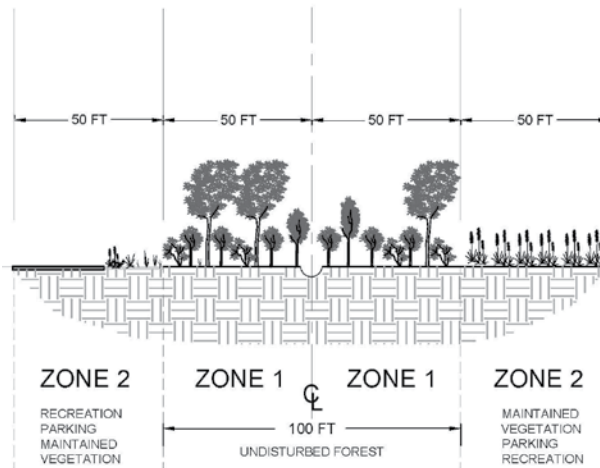 50 FT 50 FT 50 FT 50 FT
ZONE 2 ZONE 1 ZONE 1 ZONE 2
CL
RECREATION
PARKING
MAINTAINED
VEGETATION
100 FT
UNDISTURBED FOREST
MAINTAINED
VEGETATION
PARKING
RECREATION